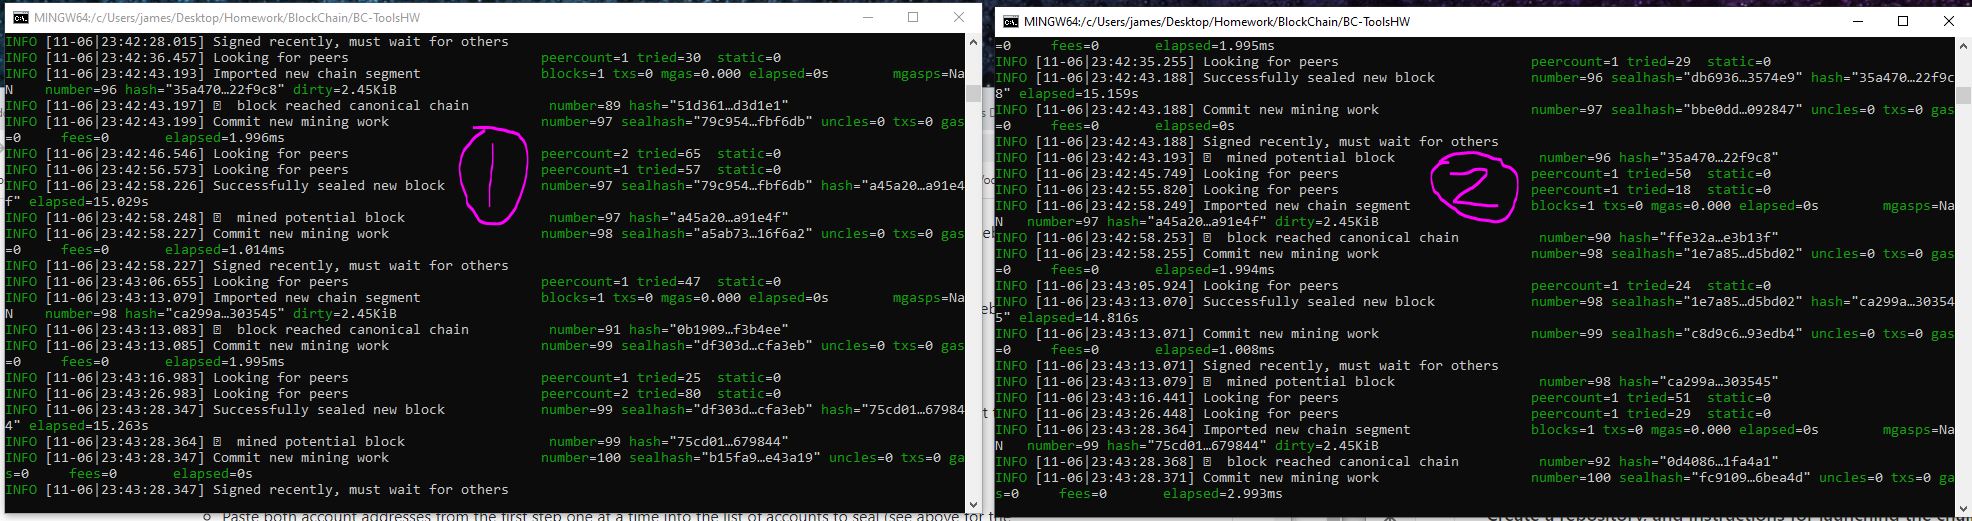 MINGW64:/c/Users/james/Desktop/Homework/BlockChain/BC-ToolsHW
INFO [11-06|23:42:28.015] Signed recently, must wait for others
INFO [11-06|23:42:36.457] Looking for peers peercount=1 tried=30 static=0
INFO [11-06|23:42:43.193] Imported new chain segment blocks=1 txs=0 mgas=0.000 elapsed=0s mgasps=Na
N number=96 hash="35a470…22f9c8" dirty=2.45KiB
INFO [11-06|23:42:43.197] block reached canonical chain number=89 hash="51d361…d3d1e1"
INFO [11-06|23:42:43.199] Commit new mining work number=97 sealhash="79c954…fbf6db" uncles=0 txs=0 gas
=0 fees=0 elapsed=1.996ms
INFO [11-06|23:42:46.546] Looking for peers peercount=2 tried=65 static=0
INFO [11-06|23:42:56.573] Looking for peers peercount=1 tried=57 static=0
INFO [11-06|23:42:58.226] Successfully sealed new block number=97 sealhash="79c954…fbf6db" hash="a45a20…a91e4
f" elapsed=15.029s
INFO [11-06|23:42:58.248] mined potential block number=97 hash="a45a20…a91e4f"
INFO [11-06|23:42:58.227] Commit new mining work number=98 sealhash="a5ab73…16f6a2" uncles=0 txs=0 gas
=0 fees=0 elapsed=1.014ms
INFO [11-06|23:42:58.227] Signed recently, must wait for others
INFO [11-06|23:43:06.655] Looking for peers peercount=1 tried=47 static=0
INFO [11-06|23:43:13.079] Imported new chain segment blocks=1 txs=0 mgas=0.000 elapsed=0s mgasps=Na
N number=98 hash="ca299a…303545" dirty=2.45KiB
INFO [11-06|23:43:13.083] block reached canonical chain number=91 hash="0b1909…f3b4ee"
INFO [11-06|23:43:13.085] Commit new mining work number=99 sealhash="df303d…cfa3eb" uncles=0 txs=0 gas
=0 fees=0 elapsed=1.995ms
INFO [11-06|23:43:16.983] Looking for peers peercount=1 tried=25 static=0
INFO [11-06|23:43:26.983] Looking for peers peercount=2 tried=80 static=0
INFO [11-06|23:43:28.347] Successfully sealed new block number=99 sealhash="df303d…cfa3eb" hash="75cd01…67984
4" elapsed=15.263s
INFO [11-06|23:43:28.364] mined potential block number=99 hash="75cd01…679844"
INFO [11-06|23:43:28.347] Commit new mining work number=100 sealhash="b15fa9…e43a19" uncles=0 txs=0 ga
s=0 fees=0 elapsed=0s
INFO [11-06|23:43:28.347] Signed recently, must wait for others
1
MINGW64:/c/Users/james/Desktop/Homework/BlockChain/BC-ToolsHW
=0 fees=0 elapsed=1.995ms
INFO [11-06|23:42:35.255] Looking for peers peercount=1 tried=29 static=0
INFO [11-06|23:42:43.188] Successfully sealed new block number=96 sealhash="db6936…3574e9" hash="35a470…22f9c
8" elapsed=15.159s
INFO [11-06|23:42:43.188] Commit new mining work number=97 sealhash="bbe0dd…092847" uncles=0 txs=0 gas
=0 fees=0 elapsed=0s
INFO [11-06|23:42:43.188] Signed recently, must wait for others
INFO [11-06|23:42:43.193] mined potential block number=96 hash="35a470…22f9c8"
INFO [11-06|23:42:45.749] Looking for peers peercount=1 tried=50 static=0
INFO [11-06|23:42:55.820] Looking for peers peercount=1 tried=18 static=0
INFO [11-06|23:42:58.249] Imported new chain segment blocks=1 txs=0 mgas=0.000 elapsed=0s mgasps=Na
N number=97 hash="a45a20…a91e4f" dirty=2.45KiB
INFO [11-06|23:42:58.253] block reached canonical chain number=90 hash="ffe32a…e3b13f"
INFO [11-06|23:42:58.255] Commit new mining work number=98 sealhash="1e7a85…d5bd02" uncles=0 txs=0 gas
=0 fees=0 elapsed=1.994ms
INFO [11-06|23:43:05.924] Looking for peers peercount=1 tried=24 static=0
INFO [11-06|23:43:13.070] Successfully sealed new block number=98 sealhash="1e7a85…d5bd02" hash="ca299a…30354
5" elapsed=14.816s
INFO [11-06|23:43:13.071] Commit new mining work number=99 sealhash="c8d9c6…93edb4" uncles=0 txs=0 gas
=0 fees=0 elapsed=1.008ms
INFO [11-06|23:43:13.071] Signed recently, must wait for others
INFO [11-06|23:43:13.079] mined potential block number=98 hash="ca299a…303545"
INFO [11-06|23:43:16.441] Looking for peers peercount=1 tried=51 static=0
INFO [11-06|23:43:26.448] Looking for peers peercount=1 tried=29 static=0
INFO [11-06|23:43:28.364] Imported new chain segment blocks=1 txs=0 mgas=0.000 elapsed=0s mgasps=Na
N number=99 hash="75cd01…679844" dirty=2.45KiB
INFO [11-06|23:43:28.368] block reached canonical chain number=92 hash="0d4086…1fa4a1"
INFO [11-06|23:43:28.371] Commit new mining work number=100 sealhash="fc9109…6bea4d" uncles=0 txs=0 ga
s=0 fees=0 elapsed=2.993ms
2
Paste both account addresses from the first step one at a time into the list of accounts to seal (see above for the